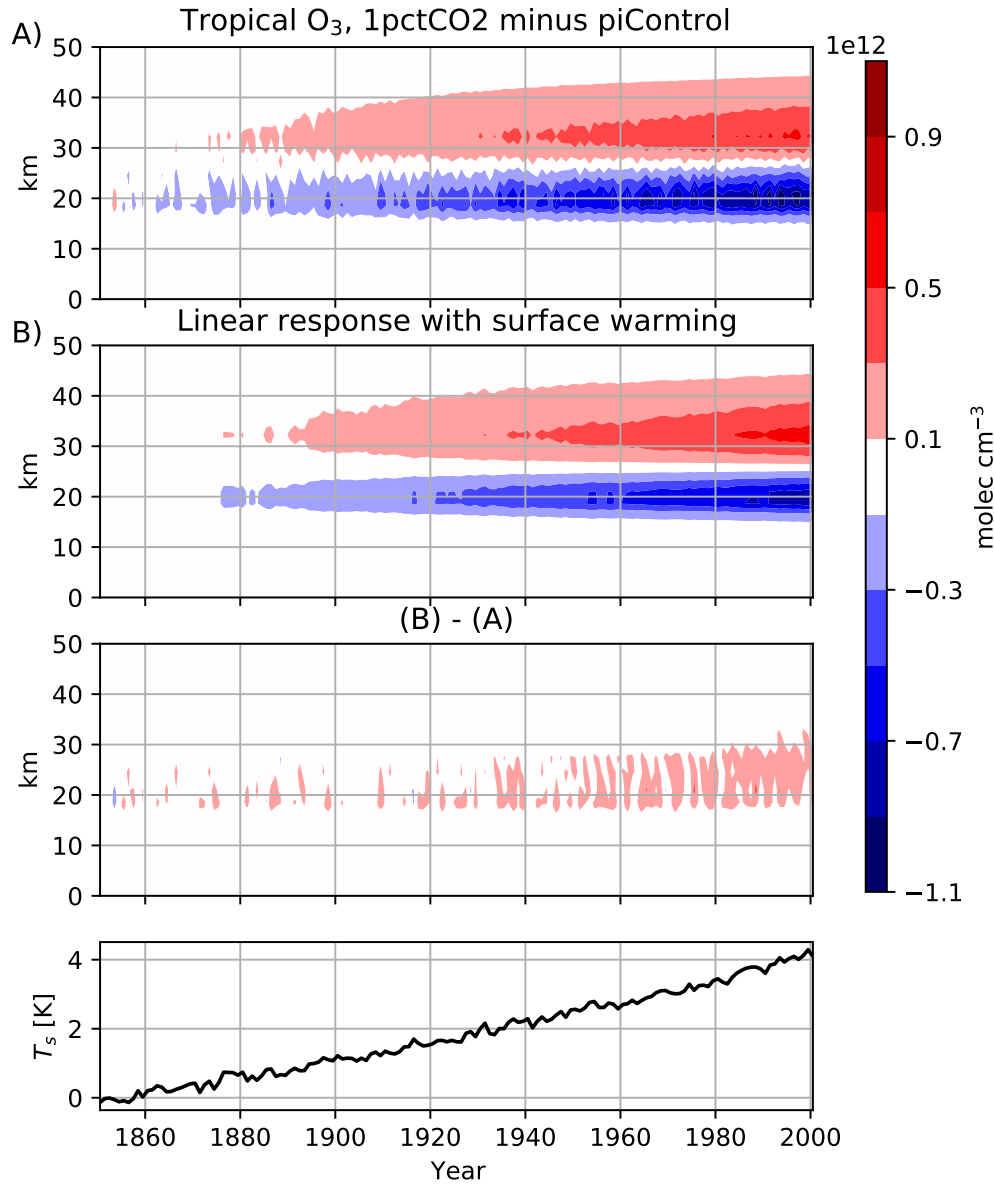 Tropical O₃, 1pctCO2 minus piControl
A)
50
40
30
20
10
0
km
1e12
0.9
0.5
0.1
−0.3
−0.7
−1.1
molec cm⁻³
Linear response with surface warming
B)
50
40
30
20
10
0
km
(B) - (A)
50
40
30
20
10
0
km
4
2
0
Tₛ [K]
1860 1880 1900 1920 1940 1960 1980 2000
Year